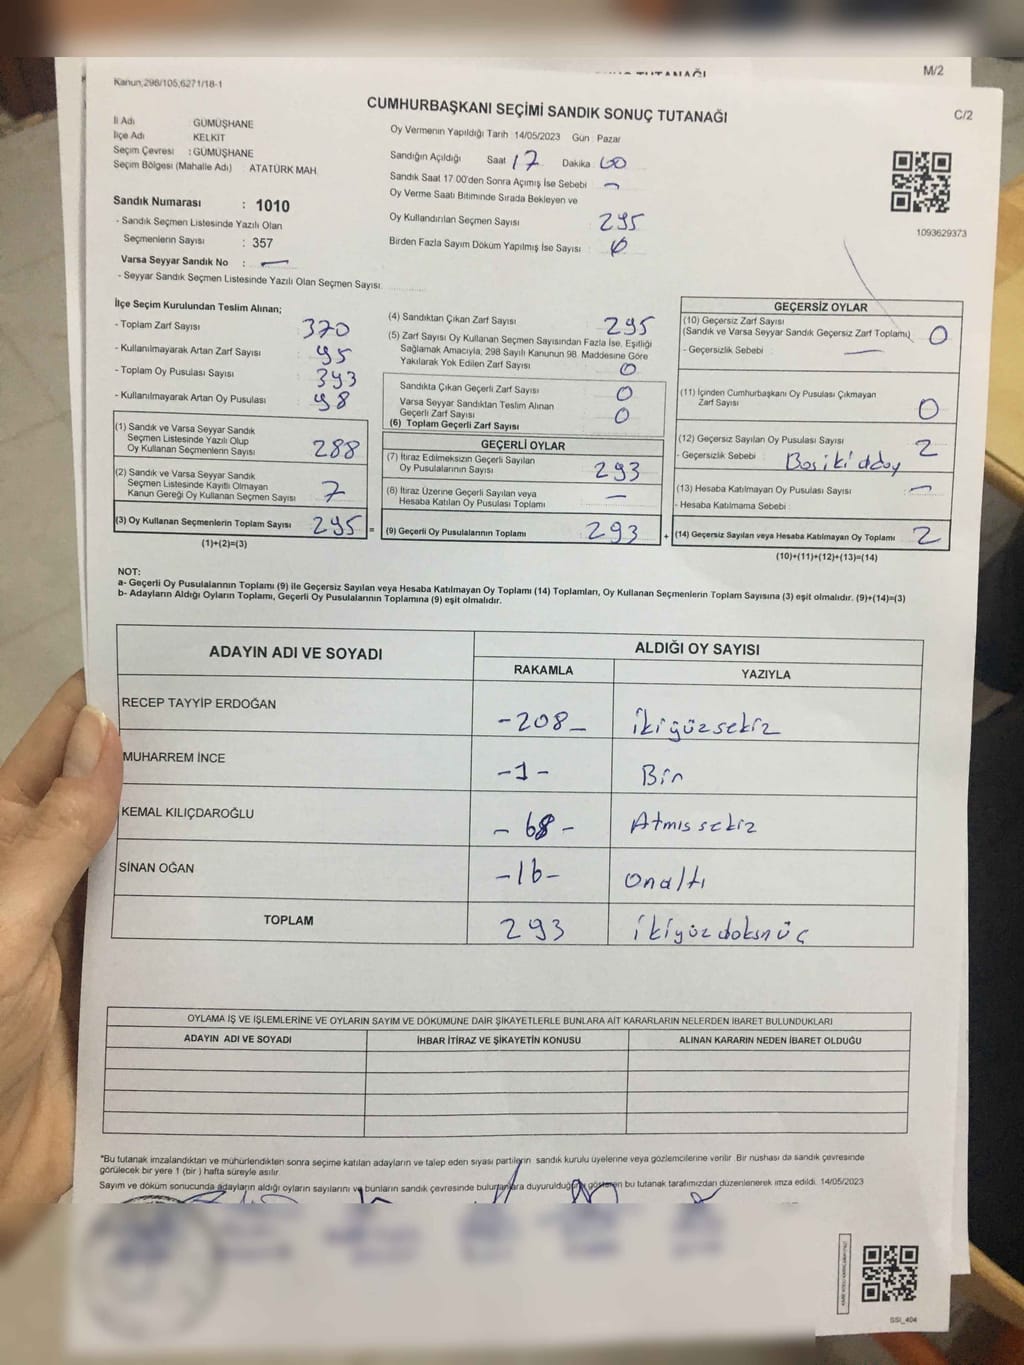 TUTANAĞI
M/2
Kanun;298/105,6271/18-1
CUMHURBAŞKANI SEÇİMİ SANDIK SONUÇ TUTANAĞI
C/2
İl Adı GÜMÜŞHANE
İlçe Adı KELKİT
Seçim Çevresi : GÜMÜŞHANE
Seçim Bölgesi (Mahalle Adı) ATATÜRK MAH.
Oy Vermenin Yapıldığı Tarih 14/05/2023 Gün Pazar
Sandığın Açıldığı Saat 17 Dakika 00
Sandık Saat 17.00'den Sonra Açımış İse Sebebi -
Oy Verme Saati Bitiminde Sırada Bekleyen ve
Oy Kullandırılan Seçmen Sayısı 295
Birden Fazla Sayım Döküm Yapılmış İse Sayısı
1093629373
Sandık Numarası : 1010
- Sandık Seçmen Listesinde Yazılı Olan
Seçmenlerin Sayısı : 357
Varsa Seyyar Sandık No : -
- Seyyar Sandık Seçmen Listesinde Yazılı Olan Seçmen Sayısı
İlçe Seçim Kurulundan Teslim Alınan;
- Toplam Zarf Sayısı 370
- Kullanılmayarak Artan Zarf Sayısı 95
- Toplam Oy Pusulası Sayısı 393
- Kullanılmayarak Artan Oy Pusulası 98
(1) Sandık ve Varsa Seyyar Sandık
Seçmen Listesinde Yazılı Olup
Oy Kullanan Seçmenlerin Sayısı 288
(2) Sandık ve Varsa Seyyar Sandık
Seçmen Listesinde Kayıtlı Olmayan
Kanun Gereği Oy Kullanan Seçmen Sayısı 7
(3) Oy Kullanan Seçmenlerin Toplam Sayısı 295 =
(1)+(2)=(3)
(4) Sandıktan Çıkan Zarf Sayısı 295
(5) Zarf Sayısı Oy Kullanan Seçmen Sayısından Fazla İse, Eşitliği
Sağlamak Amacıyla, 298 Sayılı Kanunun 98. Maddesine Göre
Yakılarak Yok Edilen Zarf Sayısı 0
Sandıkta Çıkan Geçerli Zarf Sayısı 0
Varsa Seyyar Sandıktan Teslim Alınan
Geçerli Zarf Sayısı 0
(6) Toplam Geçerli Zarf Sayısı
GEÇERLİ OYLAR
(7) İtiraz Edilmeksizin Geçerli Sayılan
Oy Pusulalarının Sayısı 293
(8) İtiraz Üzerine Geçerli Sayılan veya
Hesaba Katılan Oy Pusulası Toplamı -
(9) Geçerli Oy Pusulalarının Toplamı 293 +
GEÇERSİZ OYLAR
(10) Geçersiz Zarf Sayısı
(Sandık ve Varsa Seyyar Sandık Geçersiz Zarf Toplamı) 0
- Geçersizlik Sebebi -
(11) İçinden Cumhurbaşkanı Oy Pusulası Çıkmayan
Zarf Sayısı 0
(12) Geçersiz Sayılan Oy Pusulası Sayısı 2
- Geçersizlik Sebebi
(13) Hesaba Katılmayan Oy Pusulası Sayısı -
- Hesaba Katılmama Sebebi
(14) Geçersiz Sayılan veya Hesaba Katılmayan Oy Toplamı 2
(10)+(11)+(12)+(13)=(14)
NOT:
a- Geçerli Oy Pusulalarının Toplamı (9) ile Geçersiz Sayılan veya Hesaba Katılmayan Oy Toplamı (14) Toplamları, Oy Kullanan Seçmenlerin Toplam Sayısına (3) eşit olmalıdır. (9)+(14)=(3)
b- Adayların Aldığı Oyların Toplamı, Geçerli Oy Pusulalarının Toplamına (9) eşit olmalıdır.
ADAYIN ADI VE SOYADI ALDIĞI OY SAYISI
RAKAMLA YAZIYLA
RECEP TAYYİP ERDOĞAN -208- ikiyüzsekiz
MUHARREM İNCE -1- Bir
KEMAL KILIÇDAROĞLU -68- Atmış sekiz
SİNAN OĞAN -16- onaltı
TOPLAM 293 ikiyüz doksnüç
OYLAMA İŞ VE İŞLEMLERİNE VE OYLARIN SAYIM VE DÖKÜMÜNE DAİR ŞİKAYETLERLE BUNLARA AİT KARARLARIN NELERDEN İBARET BULUNDUKLARI
ADAYIN ADI VE SOYADI İHBAR İTİRAZ VE ŞİKAYETİN KONUSU ALINAN KARARIN NEDEN İBARET OLDUĞU
*Bu tutanak imzalandıktan ve mühürlendikten sonra seçime katılan adayların ve talep eden siyasi partilerin sandık kurulu üyelerine veya gözlemcilerine verilir. Bir nüshası da sandık çevresinde
görülecek bir yere 1 (bir ) hafta süreyle asılır.
Sayım ve döküm sonucunda adayların aldığı oyların sayılarını ve bunların sandık çevresinde bulunanlara duyurulduğunu gösteren bu tutanak tarafımızdan düzenlenerek imza edildi. 14/05/2023
SSI_404